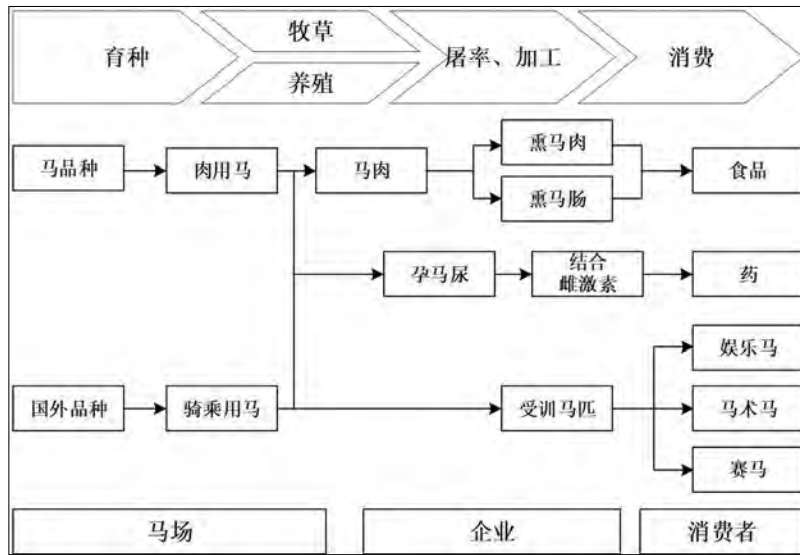 育种
牧草
养殖
屠率、加工
消费
马品种
肉用马
马肉
熏马肉
熏马肠
食品
孕马尿
结合
雌激素
药
国外品种
骑乘用马
受训马匹
娱乐马
马术马
赛马
马场
企业
消费者